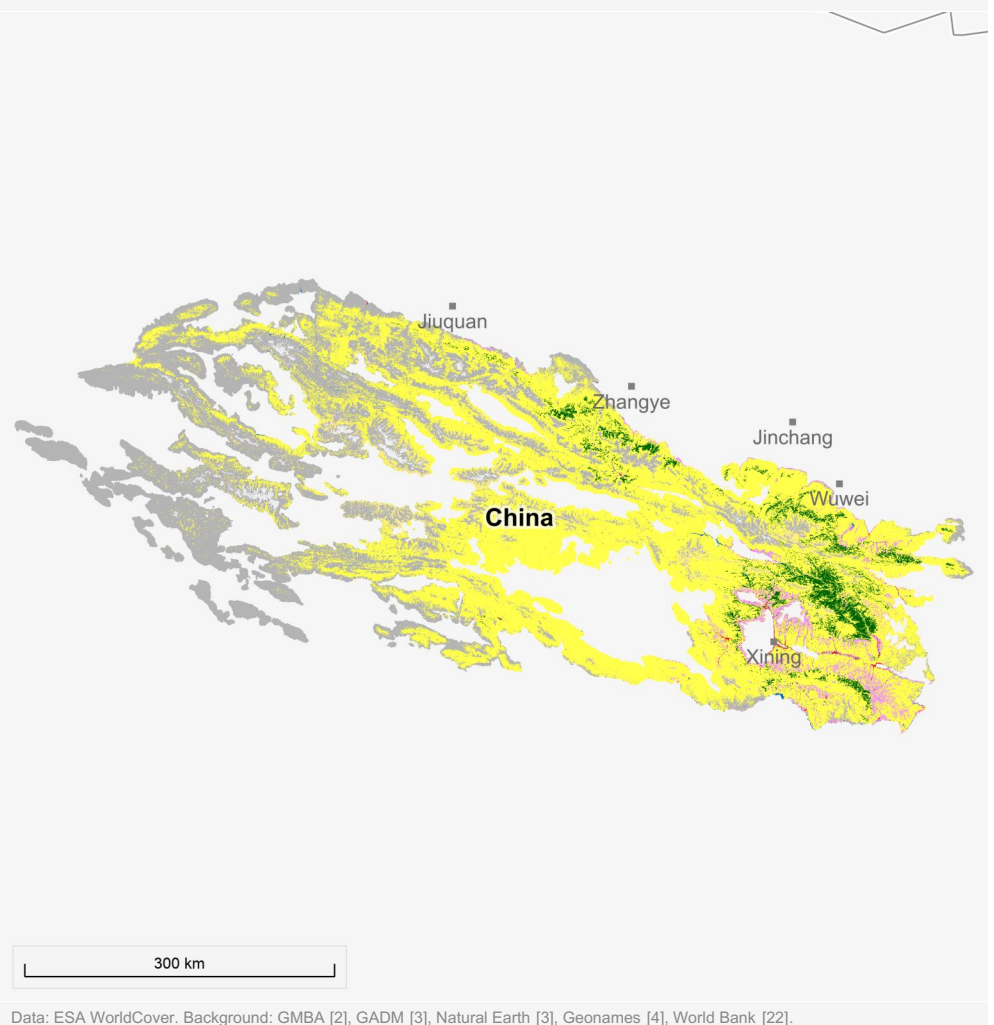 Jiuquan
Zhangye
Jinchang
Wuwei
China
Xining
300 km
Data: ESA WorldCover. Background: GMBA [2], GADM [3], Natural Earth [3], Geonames [4], World Bank [22].